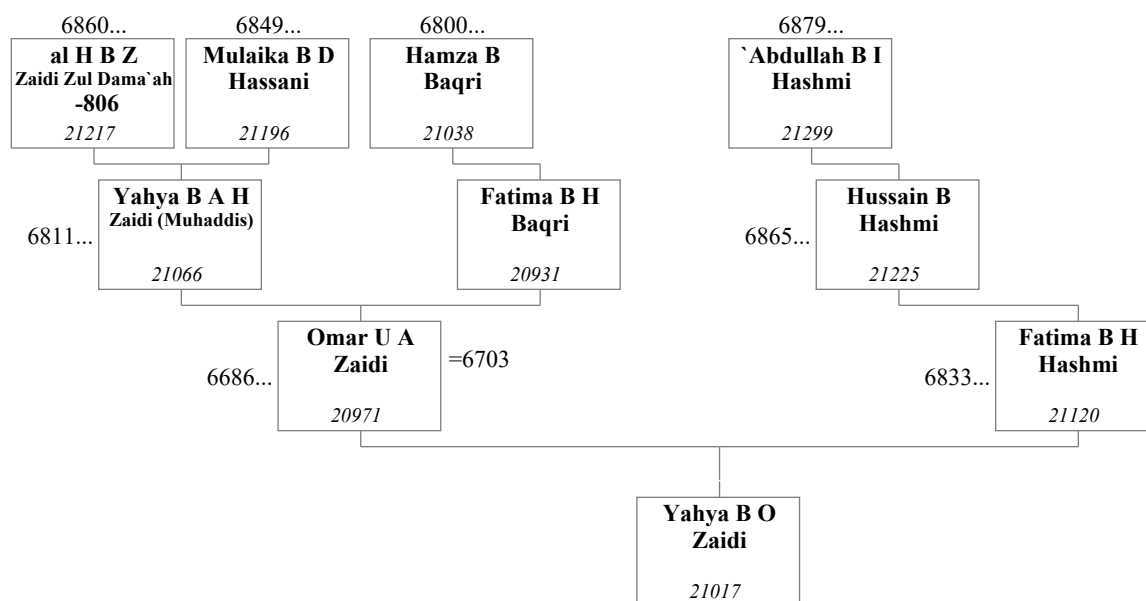 6860...
6849...
6800...
6879...
al H B Z
Zaidi Zul Dama`ah
-806
21217
Mulaika B D
Hassani
21196
Hamza B
Baqri
21038
`Abdullah B I
Hashmi
21299
6811...
Yahya B A H
Zaidi (Muhaddis)
21066
Fatima B H
Baqri
20931
6865...
Hussain B
Hashmi
21225
6686...
Omar U A
Zaidi
20971
=6703
6833...
Fatima B H
Hashmi
21120
Yahya B O
Zaidi
21017